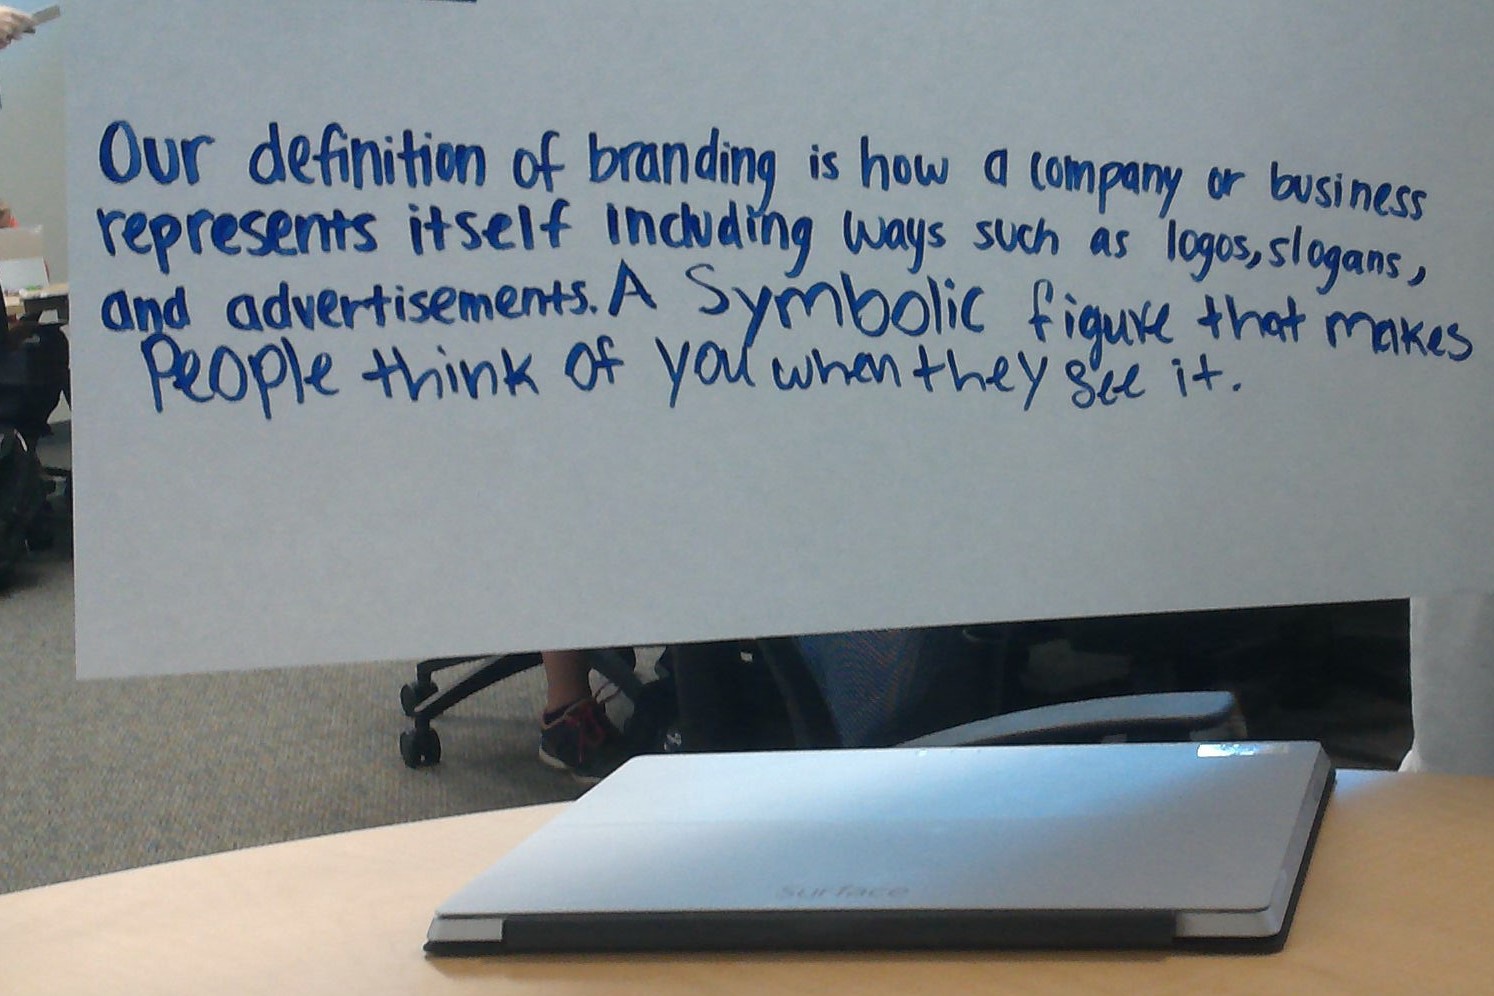 Our definition of branding is how a company or business
represents itself including ways such as logos, slogans,
and advertisements. A Symbolic figure that makes
People think of you when they see it.
Surface